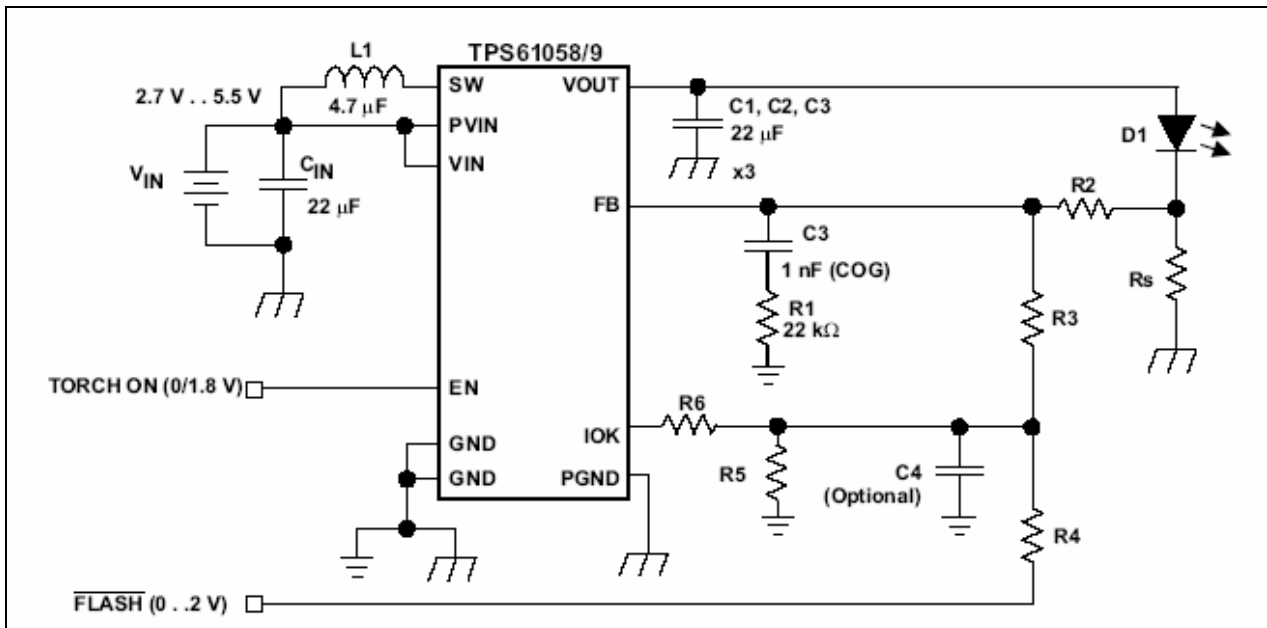 TPS61058/9
L1
SW
VOUT
2.7 V . . 5.5 V
4.7 μF
C1, C2, C3
22 μF
x3
D1
PVIN
VIN
VIN
CIN
22 μF
FB
R2
C3
1 nF (COG)
R1
22 kΩ
R3
Rs
TORCH ON (0/1.8 V)
EN
R6
IOK
GND
GND
PGND
R5
C4
(Optional)
R4
FLASH (0 . .2 V)